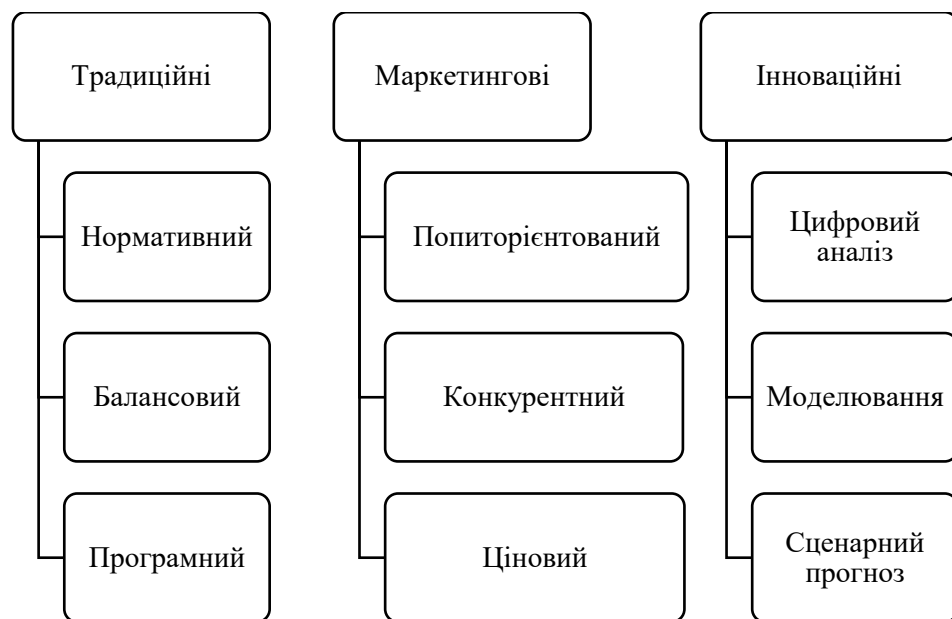 Традиційні
Нормативний
Балансовий
Програмний
Маркетингові
Попиторієнтований
Конкурентний
Ціновий
Інноваційні
Цифровий
аналіз
Моделювання
Сценарний
прогноз